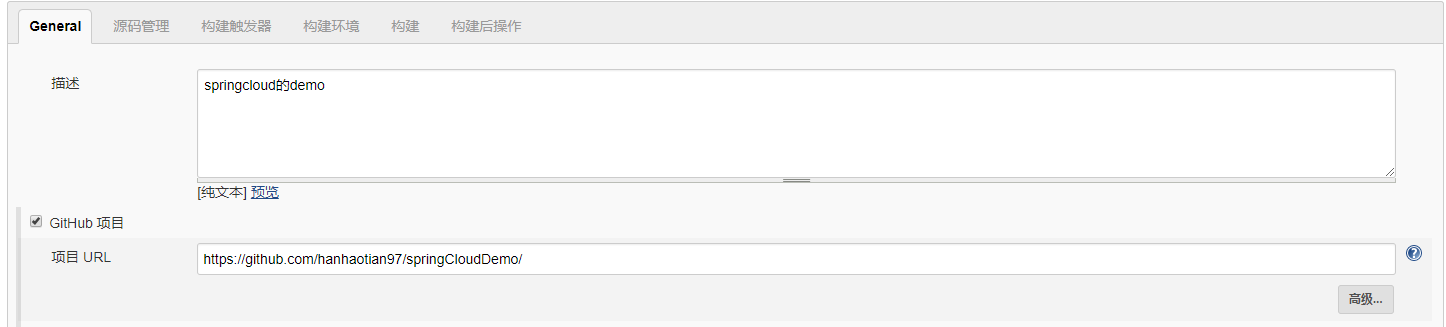 General 源码管理 构建触发器 构建环境 构建 构建后操作
描述
springcloud的demo
[纯文本] 预览
GitHub 项目
项目 URL
https://github.com/hanhaotian97/springCloudDemo/
高级...